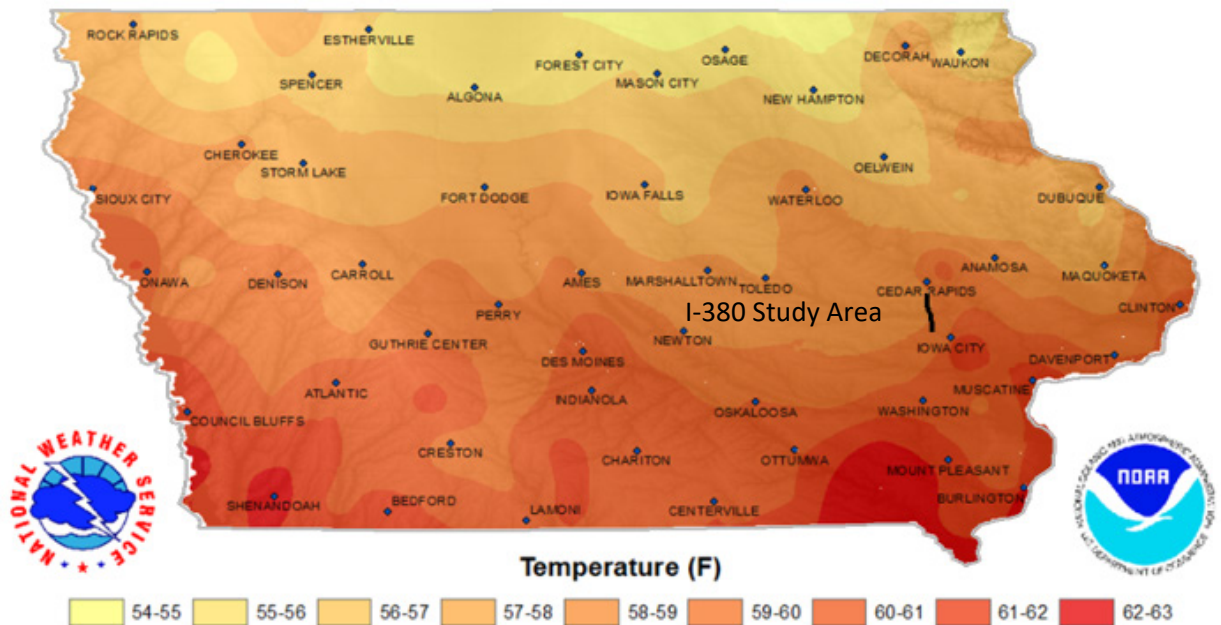 ROCK RAPIDS
ESTHERVILLE
FOREST CITY
OSAGE
DECORAH
WAUKON
SPENCER
ALGONA
MASON CITY
NEW HAMPTON
CHEROKEE
STORM LAKE
OELWEIN
SIOUX CITY
FORT DODGE
IOWA FALLS
WATERLOO
DUBUQUE
ONAWA
DENISON
CARROLL
AMES
MARSHALLTOWN
TOLEDO
CEDAR RAPIDS
ANAMOSA
MAQUOKETA
CLINTON
PERRY
I-380 Study Area
GUTHRIE CENTER
NEWTON
IOWA CITY
DES MOINES
DAVENPORT
ATLANTIC
INDIANOLA
MUSCATINE
COUNCIL BLUFFS
OSKALOOSA
WASHINGTON
CRESTON
CHARITON
OTTUMWA
MOUNT PLEASANT
SHENANDOAH
BEDFORD
LAMONI
CENTERVILLE
BURLINGTON
NATIONAL WEATHER SERVICE
NOAA
Temperature (F)
54-55 55-56 56-57 57-58 58-59 59-60 60-61 61-62 62-63